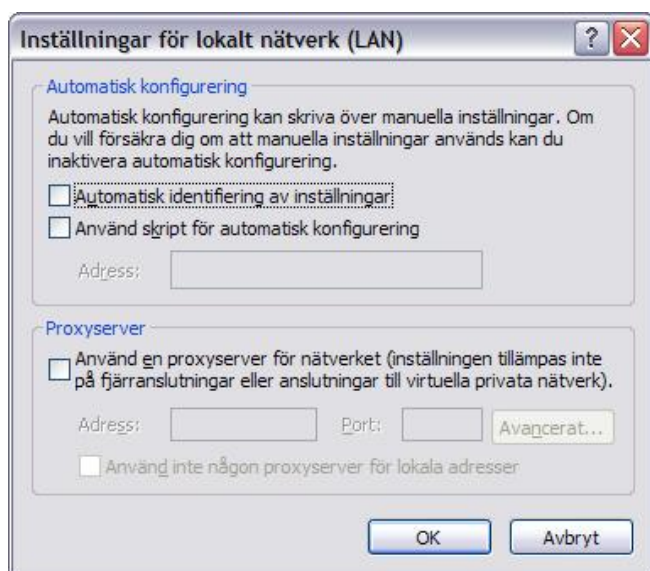 Inställningar för lokalt nätverk (LAN)
Automatisk konfigurering
Automatisk konfigurering kan skriva över manuella inställningar. Om
du vill försäkra dig om att manuella inställningar används kan du
inaktivera automatisk konfigurering.
Automatisk identifiering av inställningar
Använd skript för automatisk konfigurering
Adress:
Proxyserver
Använd en proxyserver för nätverket (inställningen tillämpas inte
på fjärranslutningar eller anslutningar till virtuella privata nätverk).
Adress: Port: Avancerat...
Använd inte någon proxyserver för lokala adresser
OK Avbryt